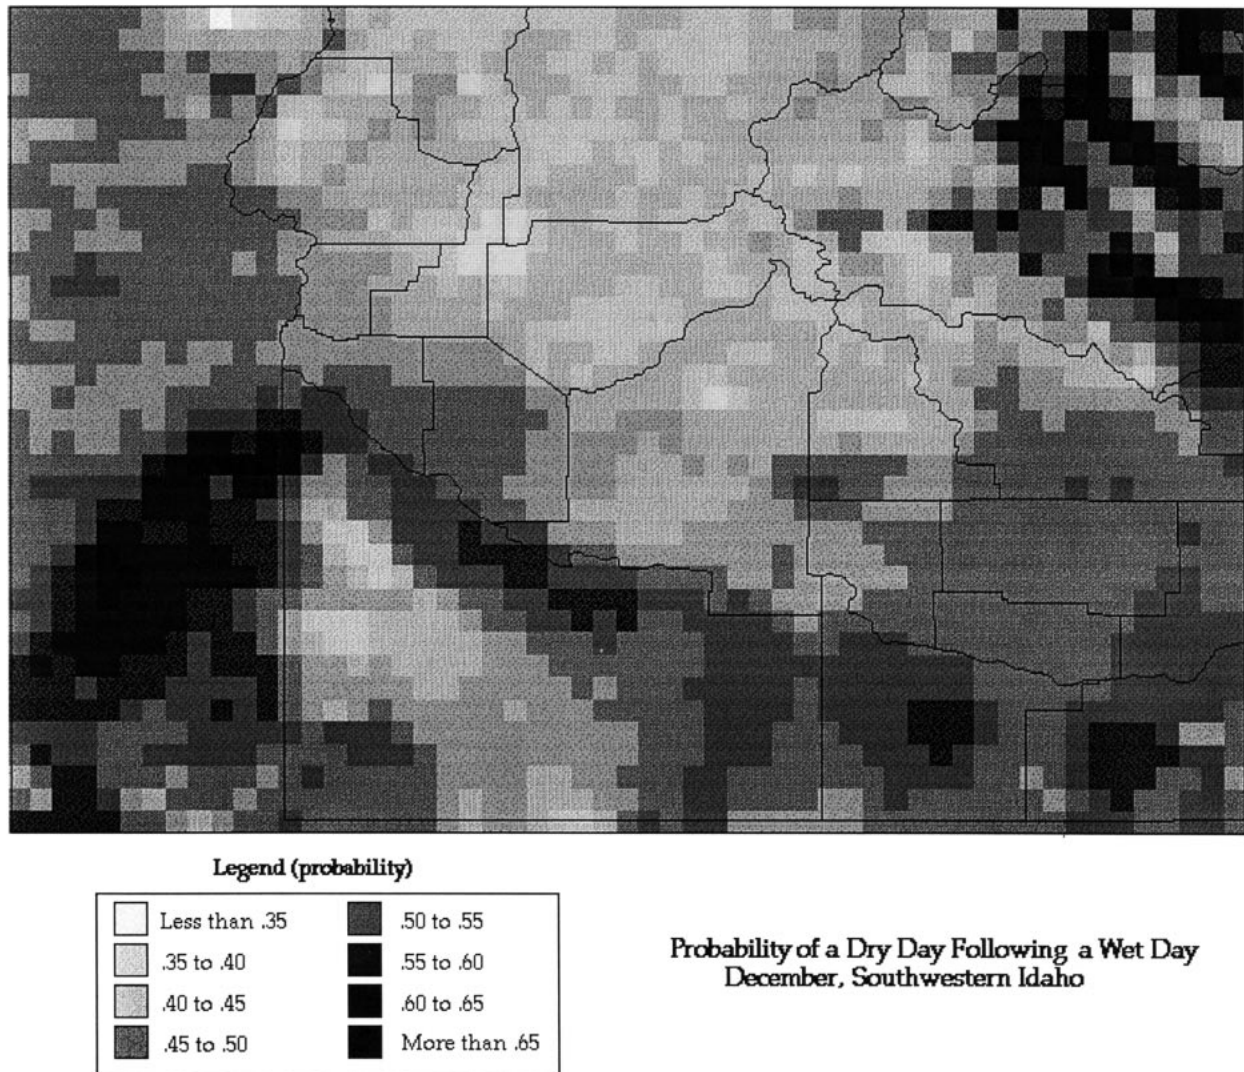 Legend (probability)
Less than .35
.35 to .40
.40 to .45
.45 to .50
.50 to .55
.55 to .60
.60 to .65
More than .65
Probability of a Dry Day Following a Wet Day
December, Southwestern Idaho